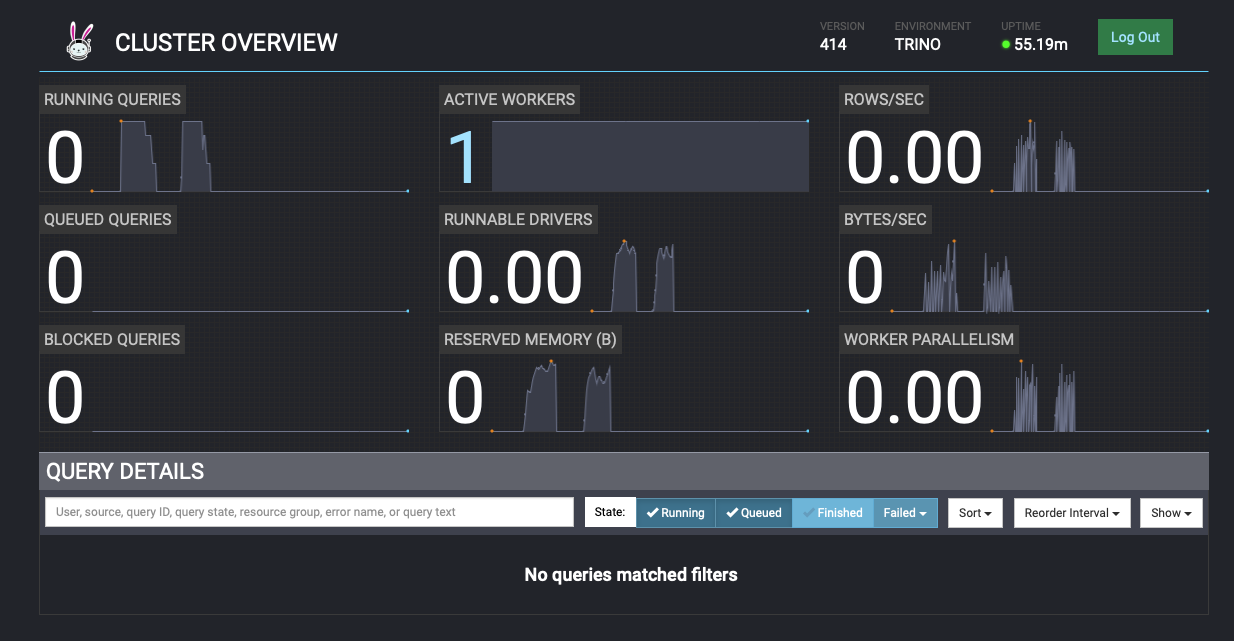 CLUSTER OVERVIEW
VERSION
414
ENVIRONMENT
TRINO
UPTIME
55.19m
Log Out
RUNNING QUERIES
0
ACTIVE WORKERS
1
ROWS/SEC
0.00
QUEUED QUERIES
0
RUNNABLE DRIVERS
0.00
BYTES/SEC
0
BLOCKED QUERIES
0
RESERVED MEMORY (B)
0
WORKER PARALLELISM
0.00
QUERY DETAILS
User, source, query ID, query state, resource group, error name, or query text
State: Running Queued Finished Failed Sort Reorder Interval Show
No queries matched filters